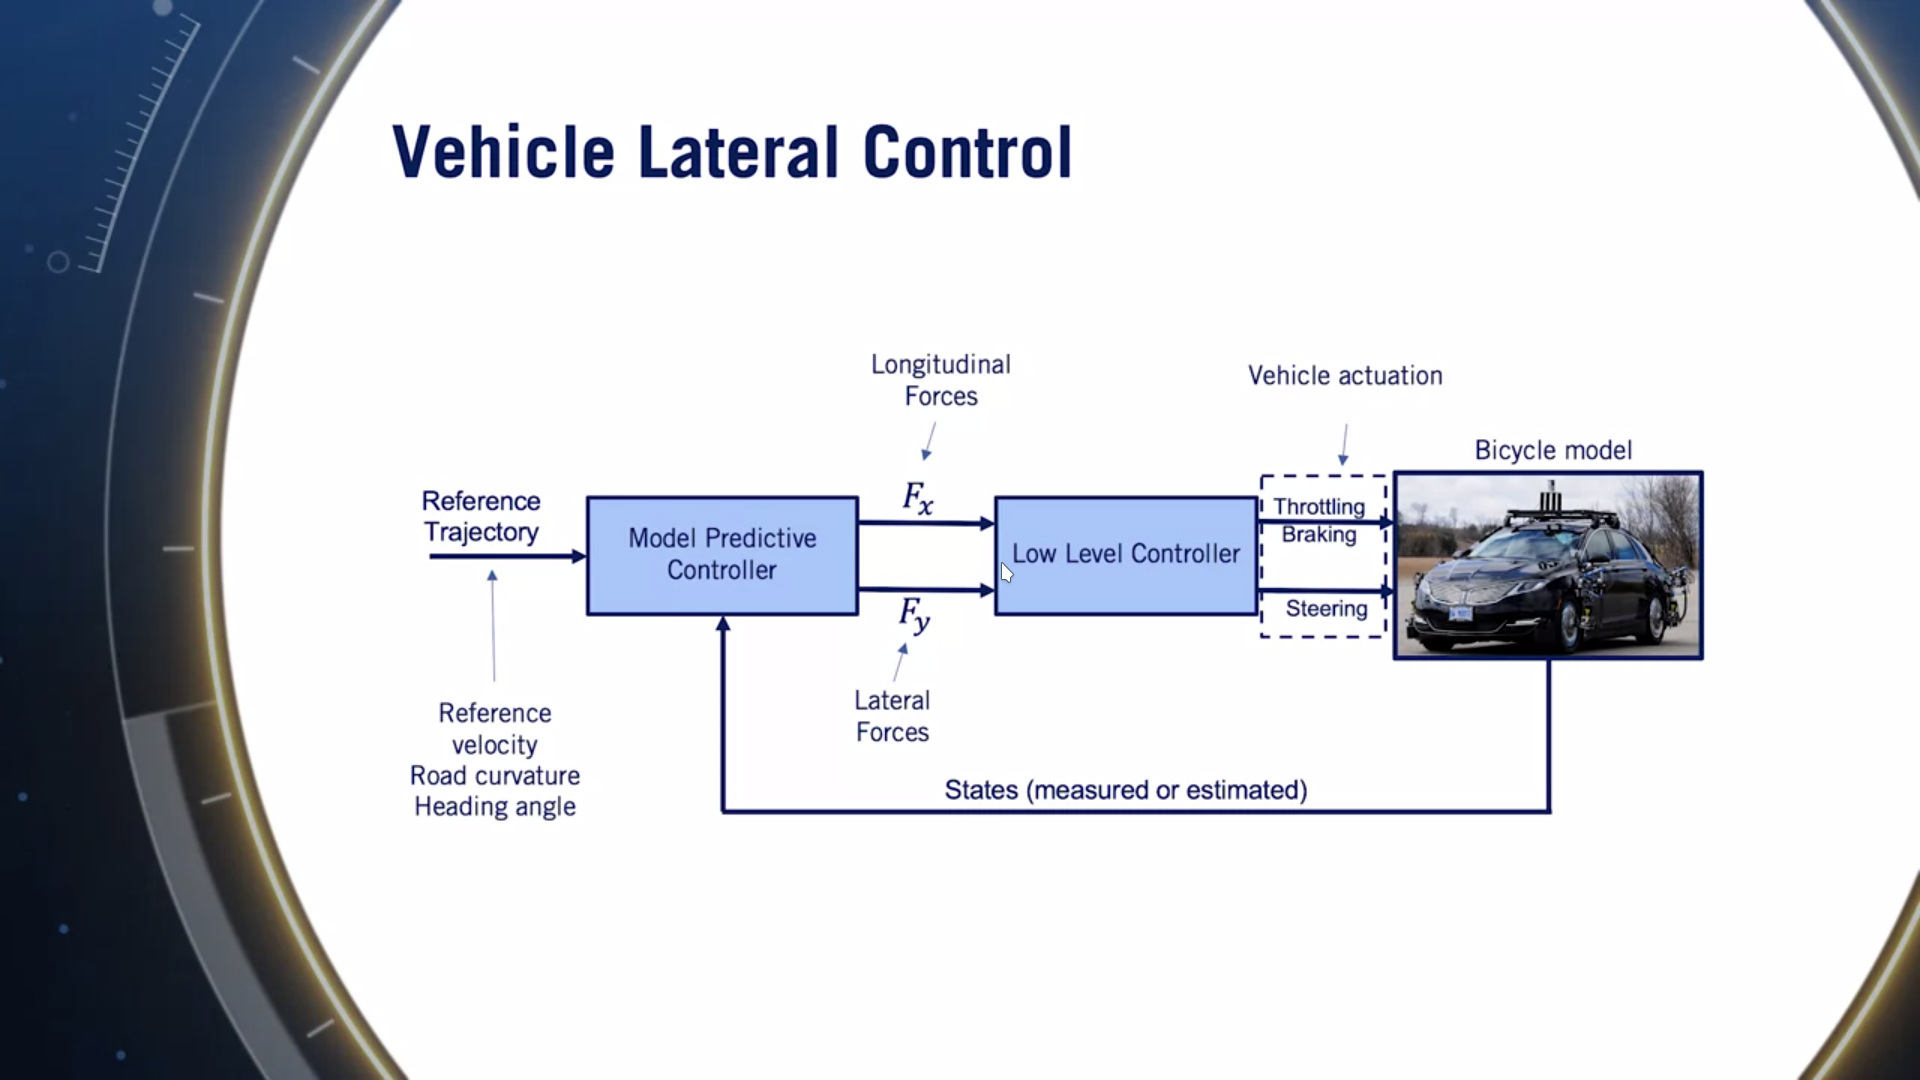 Vehicle Lateral Control
Longitudinal
Forces
Vehicle actuation
Bicycle model
Reference
Trajectory
Model Predictive
Controller
F_x
F_y
Low Level Controller
Throttling
Braking
Steering
Lateral
Forces
Reference
velocity
Road curvature
Heading angle
States (measured or estimated)